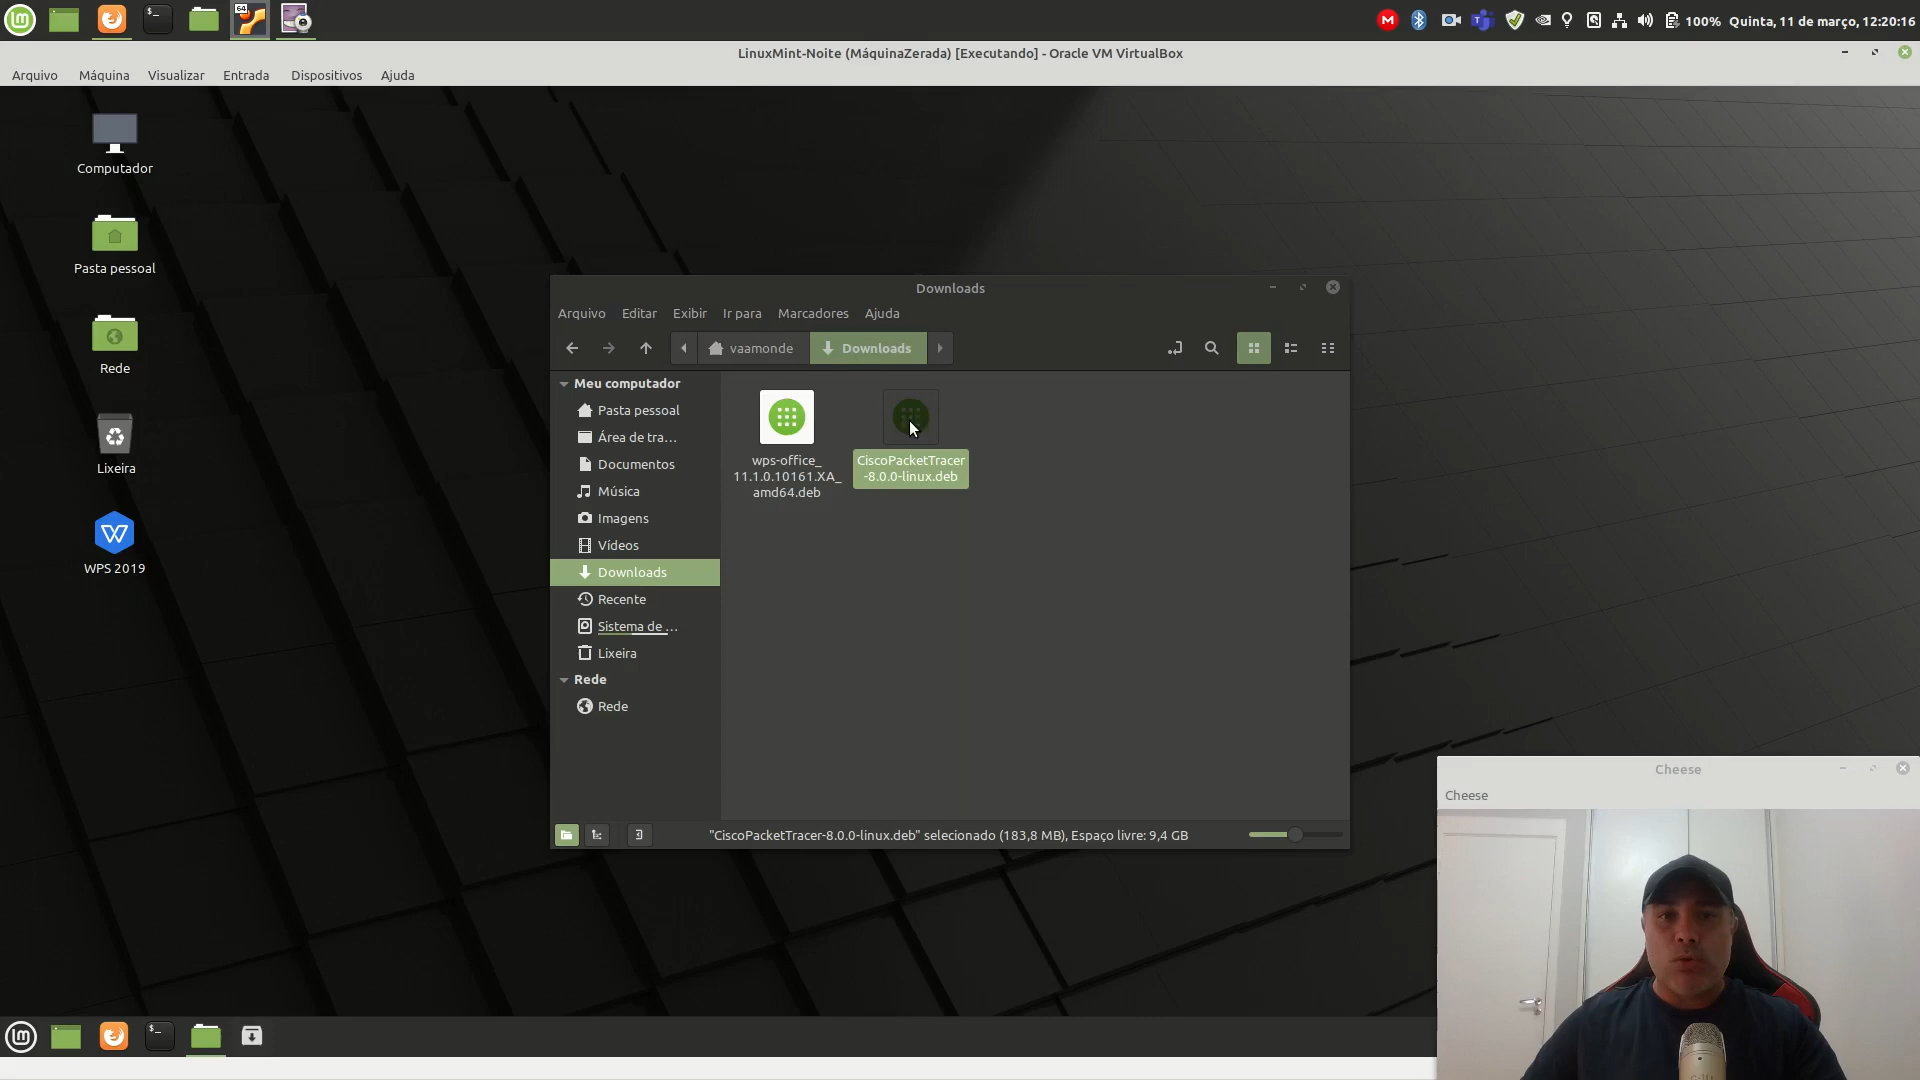 64
100%
Quinta, 11 de março, 12:20:16
LinuxMint-Noite (MáquinaZerada) [Executando] - Oracle VM VirtualBox
Arquivo
Máquina
Visualizar
Entrada
Dispositivos
Ajuda
Computador
Pasta pessoal
Rede
Lixeira
WPS 2019
Downloads
Arquivo
Editar
Exibir
Ir para
Marcadores
Ajuda
vaamonde
Downloads
Meu computador
Pasta pessoal
Área de tra...
Documentos
Música
Imagens
Vídeos
Downloads
Recente
Sistema de ...
Lixeira
Rede
Rede
wps-office_
11.1.0.10161.XA_
amd64.deb
CiscoPacketTracer
-8.0.0-linux.deb
"CiscoPacketTracer-8.0.0-linux.deb" selecionado (183,8 MB), Espaço livre: 9,4 GB
Cheese
Cheese